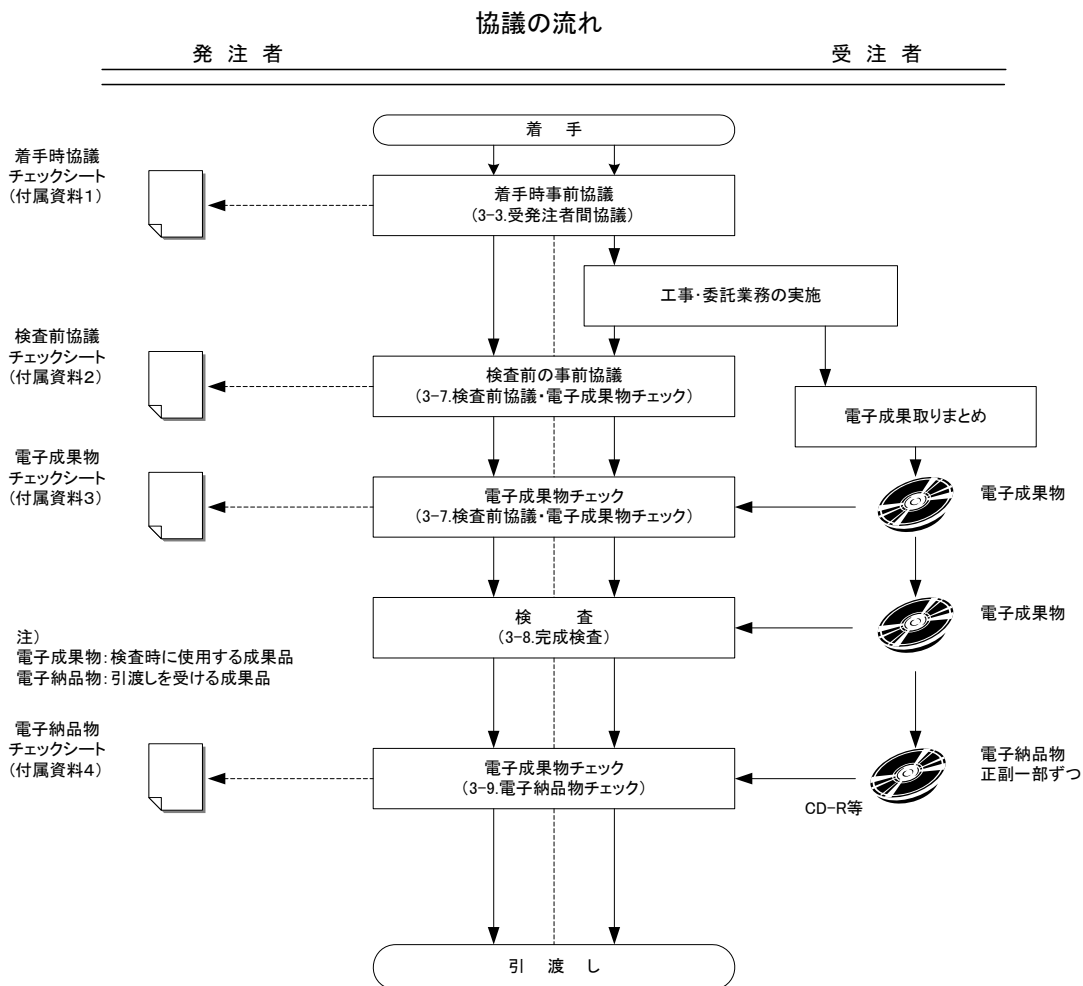 協議の流れ
発 注 者
受 注 者
着 手
着手時協議
チェックシート
(付属資料1)
着手時事前協議
(3-3.受発注者間協議)
工事・委託業務の実施
検査前協議
チェックシート
(付属資料2)
検査前の事前協議
(3-7.検査前協議・電子成果物チェック)
電子成果取りまとめ
電子成果物
チェックシート
(付属資料3)
電子成果物チェック
(3-7.検査前協議・電子成果物チェック)
電子成果物
検 査
(3-8.完成検査)
電子成果物
注)
電子成果物:検査時に使用する成果品
電子納品物:引渡しを受ける成果品
電子納品物
チェックシート
(付属資料4)
電子成果物チェック
(3-9.電子納品物チェック)
CD-R等
電子納品物
正副一部ずつ
引 渡 し